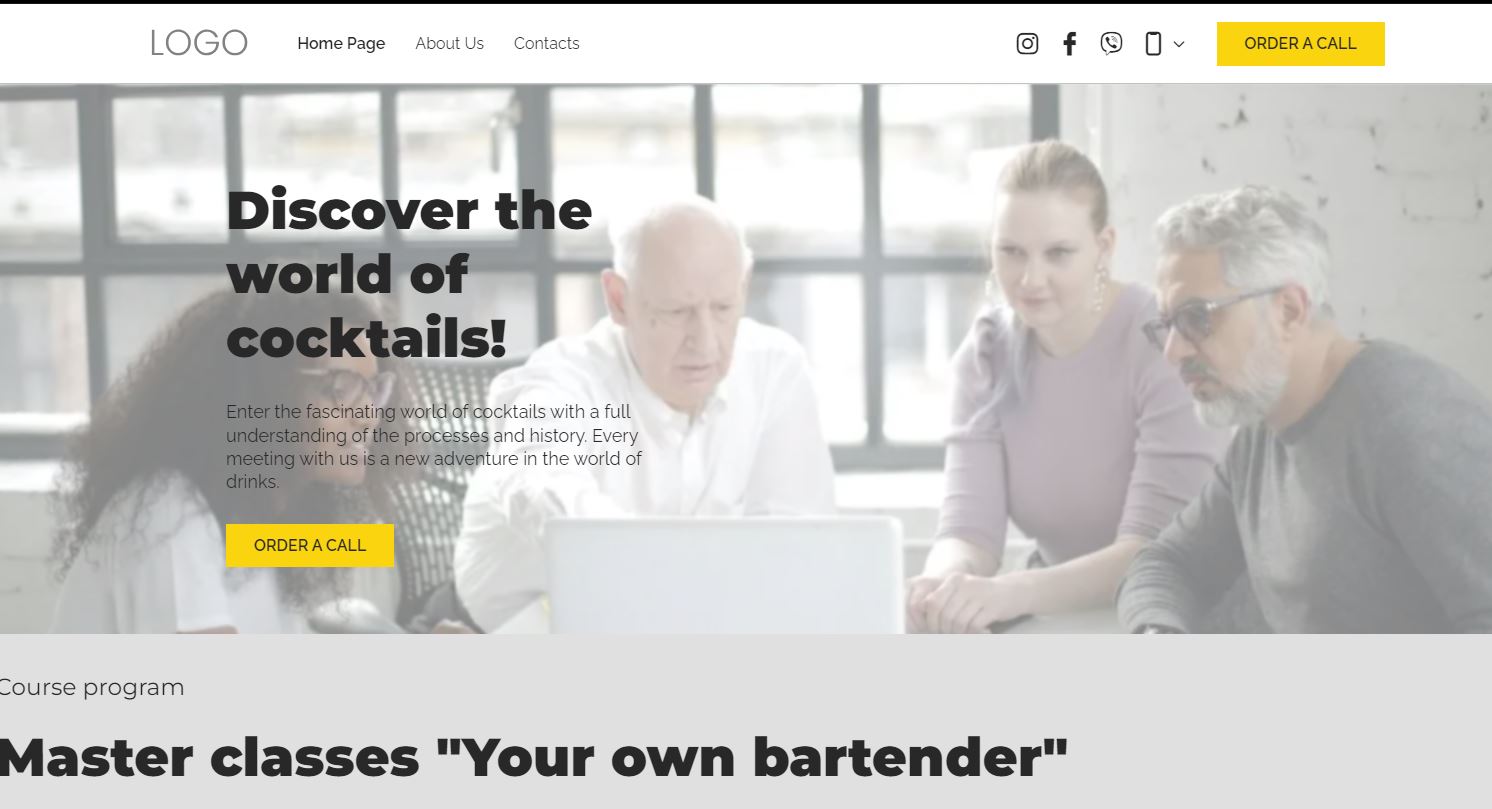 LOGO
Home Page
About Us
Contacts
ORDER A CALL
Discover the
world of
cocktails!
Enter the fascinating world of cocktails with a full
understanding of the processes and history. Every
meeting with us is a new adventure in the world of
drinks.
ORDER A CALL
Course program
Master classes "Your own bartender"